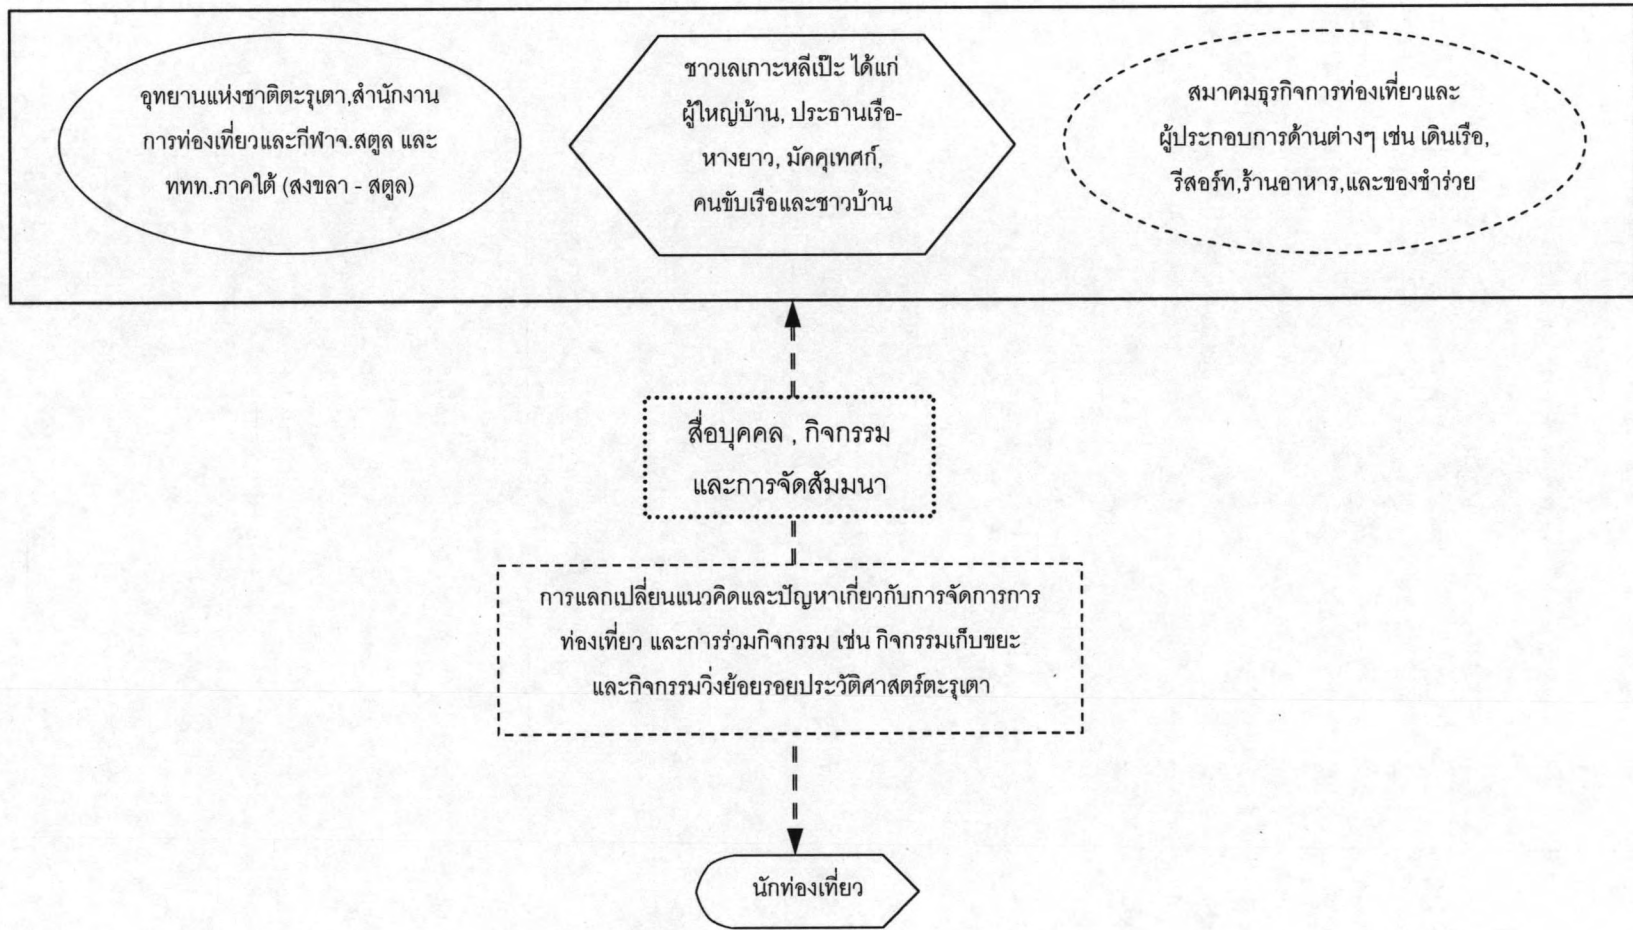 อุทยานแห่งชาติตะรุเตา,สำนักงาน
การท่องเที่ยวและกีฬาจ.สตูล และ
ททท.ภาคใต้ (สงขลา - สตูล)
ชาวเลเกาะหลีเป๊ะ ได้แก่
ผู้ใหญ่บ้าน, ประธานเรือ-
หางยาว, มัคคุเทศก์,
คนขับเรือและชาวบ้าน
สมาคมธุรกิจการท่องเที่ยวและ
ผู้ประกอบการด้านต่างๆ เช่น เดินเรือ,
รีสอร์ท,ร้านอาหาร,และของชำร่วย
สื่อบุคคล , กิจกรรม
และการจัดสัมมนา
การแลกเปลี่ยนแนวคิดและปัญหาเกี่ยวกับการจัดการการ
ท่องเที่ยว และการร่วมกิจกรรม เช่น กิจกรรมเก็บขยะ
และกิจกรรมวิ่งย้อยรอยประวัติศาสตร์ตะรุเตา
นักท่องเที่ยว